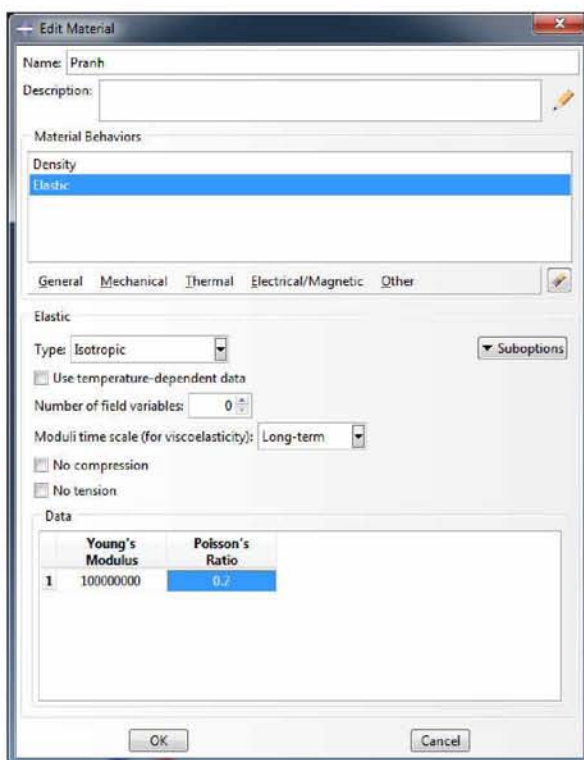 Edit Material
Name: Pranh
Description:
Material Behaviors
Density
Elastic
General Mechanical Thermal Electrical/Magnetic Other
Elastic
Type: Isotropic
Suboptions
Use temperature-dependent data
Number of field variables: 0
Moduli time scale (for viscoelasticity): Long-term
No compression
No tension
Data
Young's Modulus
Poisson's Ratio
1 100000000 0.2
OK Cancel